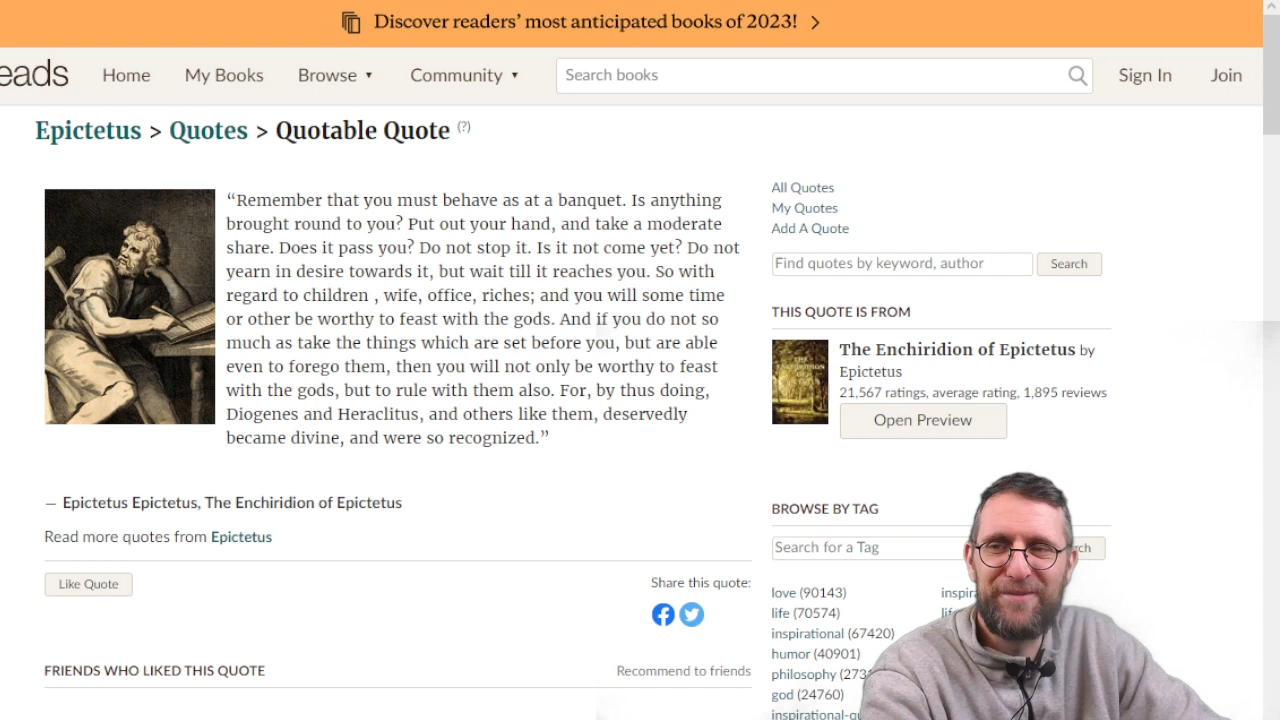 Discover readers’ most anticipated books of 2023!
eads Home My Books Browse ▼ Community ▼ Search books Sign In Join
Epictetus > Quotes > Quotable Quote (?)
“Remember that you must behave as at a banquet. Is anything
brought round to you? Put out your hand, and take a moderate
share. Does it pass you? Do not stop it. Is it not come yet? Do not
yearn in desire towards it, but wait till it reaches you. So with
regard to children , wife, office, riches; and you will some time
or other be worthy to feast with the gods. And if you do not so
much as take the things which are set before you, but are able
even to forego them, then you will not only be worthy to feast
with the gods, but to rule with them also. For, by thus doing,
Diogenes and Heraclitus, and others like them, deservedly
became divine, and were so recognized.”
― Epictetus Epictetus, The Enchiridion of Epictetus
Read more quotes from Epictetus
Like Quote
Share this quote:
FRIENDS WHO LIKED THIS QUOTE
Recommend to friends
All Quotes
My Quotes
Add A Quote
Find quotes by keyword, author Search
THIS QUOTE IS FROM
The Enchiridion of Epictetus by
Epictetus
21,567 ratings, average rating, 1,895 reviews
Open Preview
BROWSE BY TAG
Search for a Tag ch
love (90143) inspira
life (70574)
inspirational (67420)
humor (40901)
philosophy (273
god (24760)
inspirational-qu